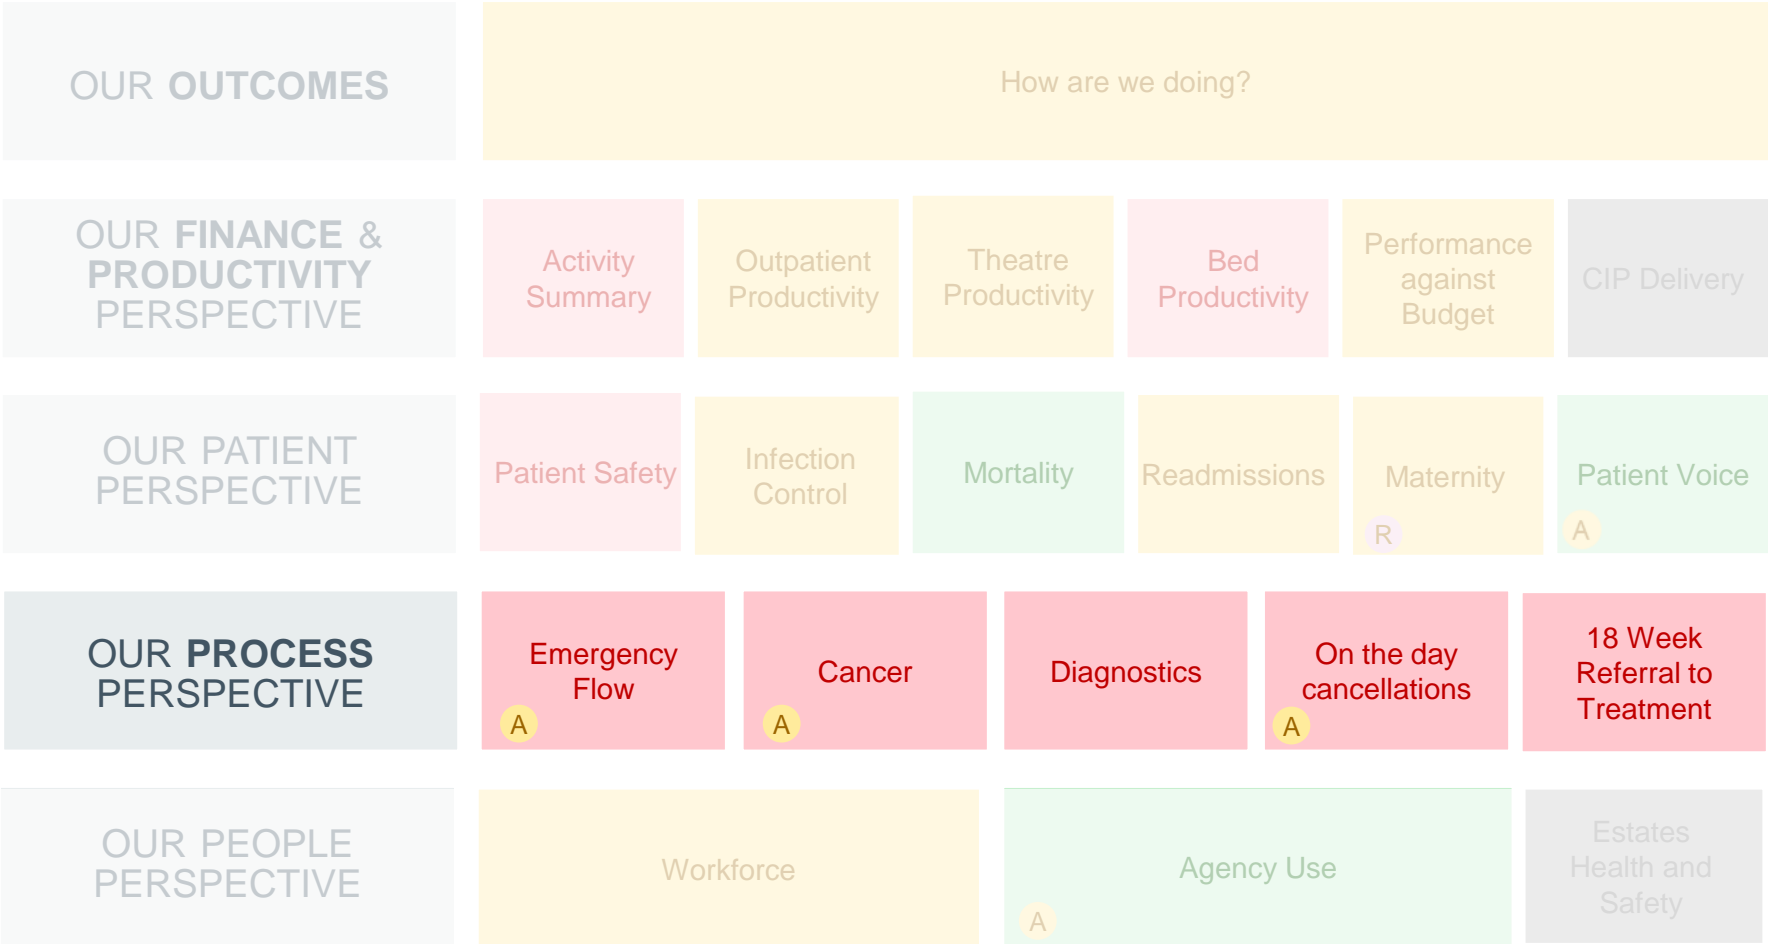 OUR OUTCOMES
How are we doing?
OUR FINANCE &
PRODUCTIVITY
PERSPECTIVE
Activity
Summary
Outpatient
Productivity
Theatre
Productivity
Bed
Productivity
Performance
against
Budget
CIP Delivery
OUR PATIENT
PERSPECTIVE
Patient Safety
Infection
Control
Mortality
Readmissions
Maternity
R
Patient Voice
A
OUR PROCESS
PERSPECTIVE
Emergency
Flow
A
Cancer
A
Diagnostics
On the day
cancellations
A
18 Week
Referral to
Treatment
OUR PEOPLE
PERSPECTIVE
Workforce
Agency Use
A
Estates
Health and
Safety